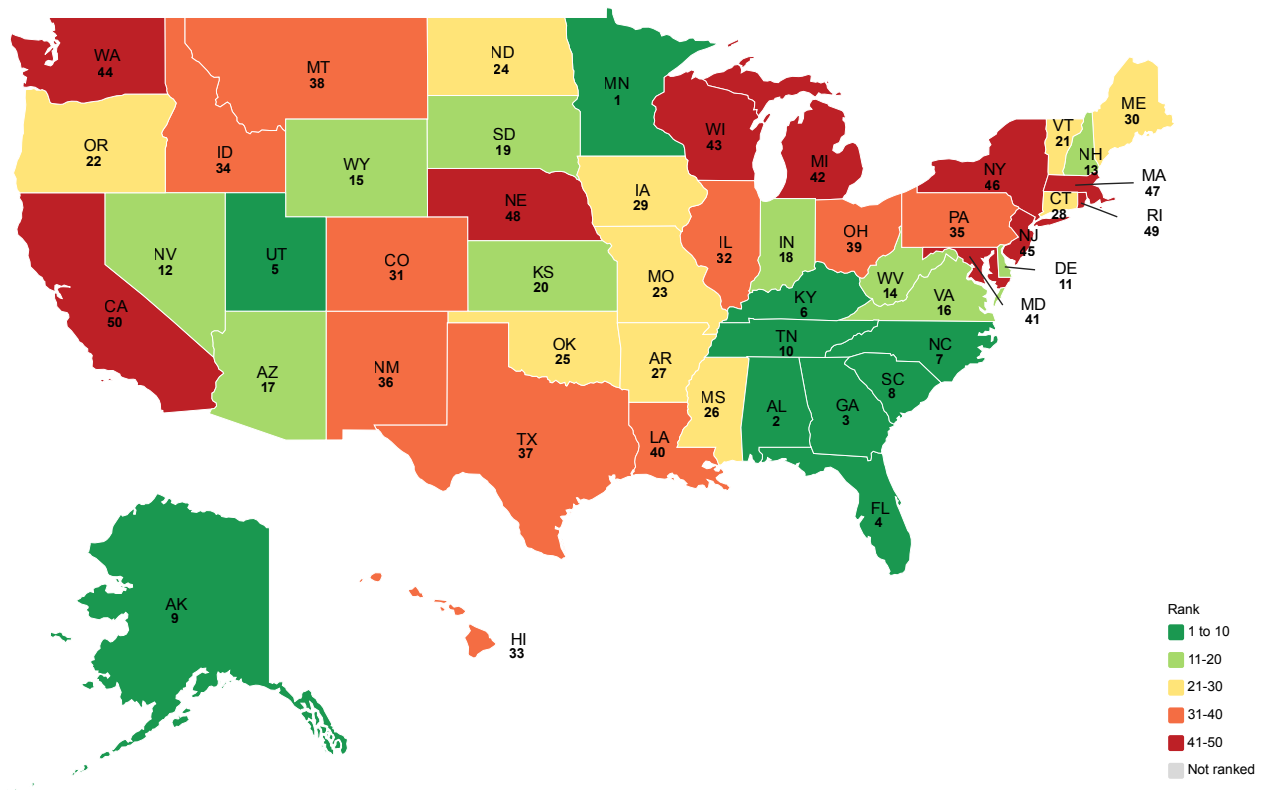 WA
44
MT
38
ND
24
MN
1
OR
22
ID
34
WY
15
SD
19
WI
43
MI
42
NY
46
VT
21
NH
13
ME
30
MA
47
RI
49
CT
28
CA
50
NV
12
UT
5
CO
31
NE
48
KS
20
IA
29
MO
23
IL
32
IN
18
OH
39
PA
35
NJ
45
DE
11
MD
41
WV
14
VA
16
KY
6
TN
10
NC
7
SC
8
AZ
17
NM
36
OK
25
AR
27
MS
26
AL
2
GA
3
TX
37
LA
40
FL
4
AK
9
HI
33
Rank
1 to 10
11-20
21-30
31-40
41-50
Not ranked